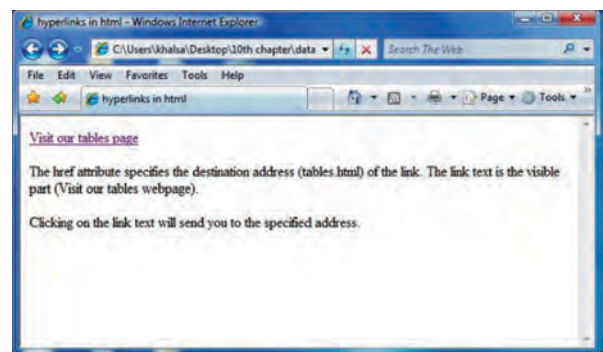 hyperlinks in html - Windows Internet Explorer
C:\Users\khalsa\Desktop\10th chapter\data
Search The Web
File Edit View Favorites Tools Help
hyperlinks in html
Page Tools
Visit our tables page
The href attribute specifies the destination address (tables.html) of the link. The link text is the visible
part (Visit our tables webpage).
Clicking on the link text will send you to the specified address.